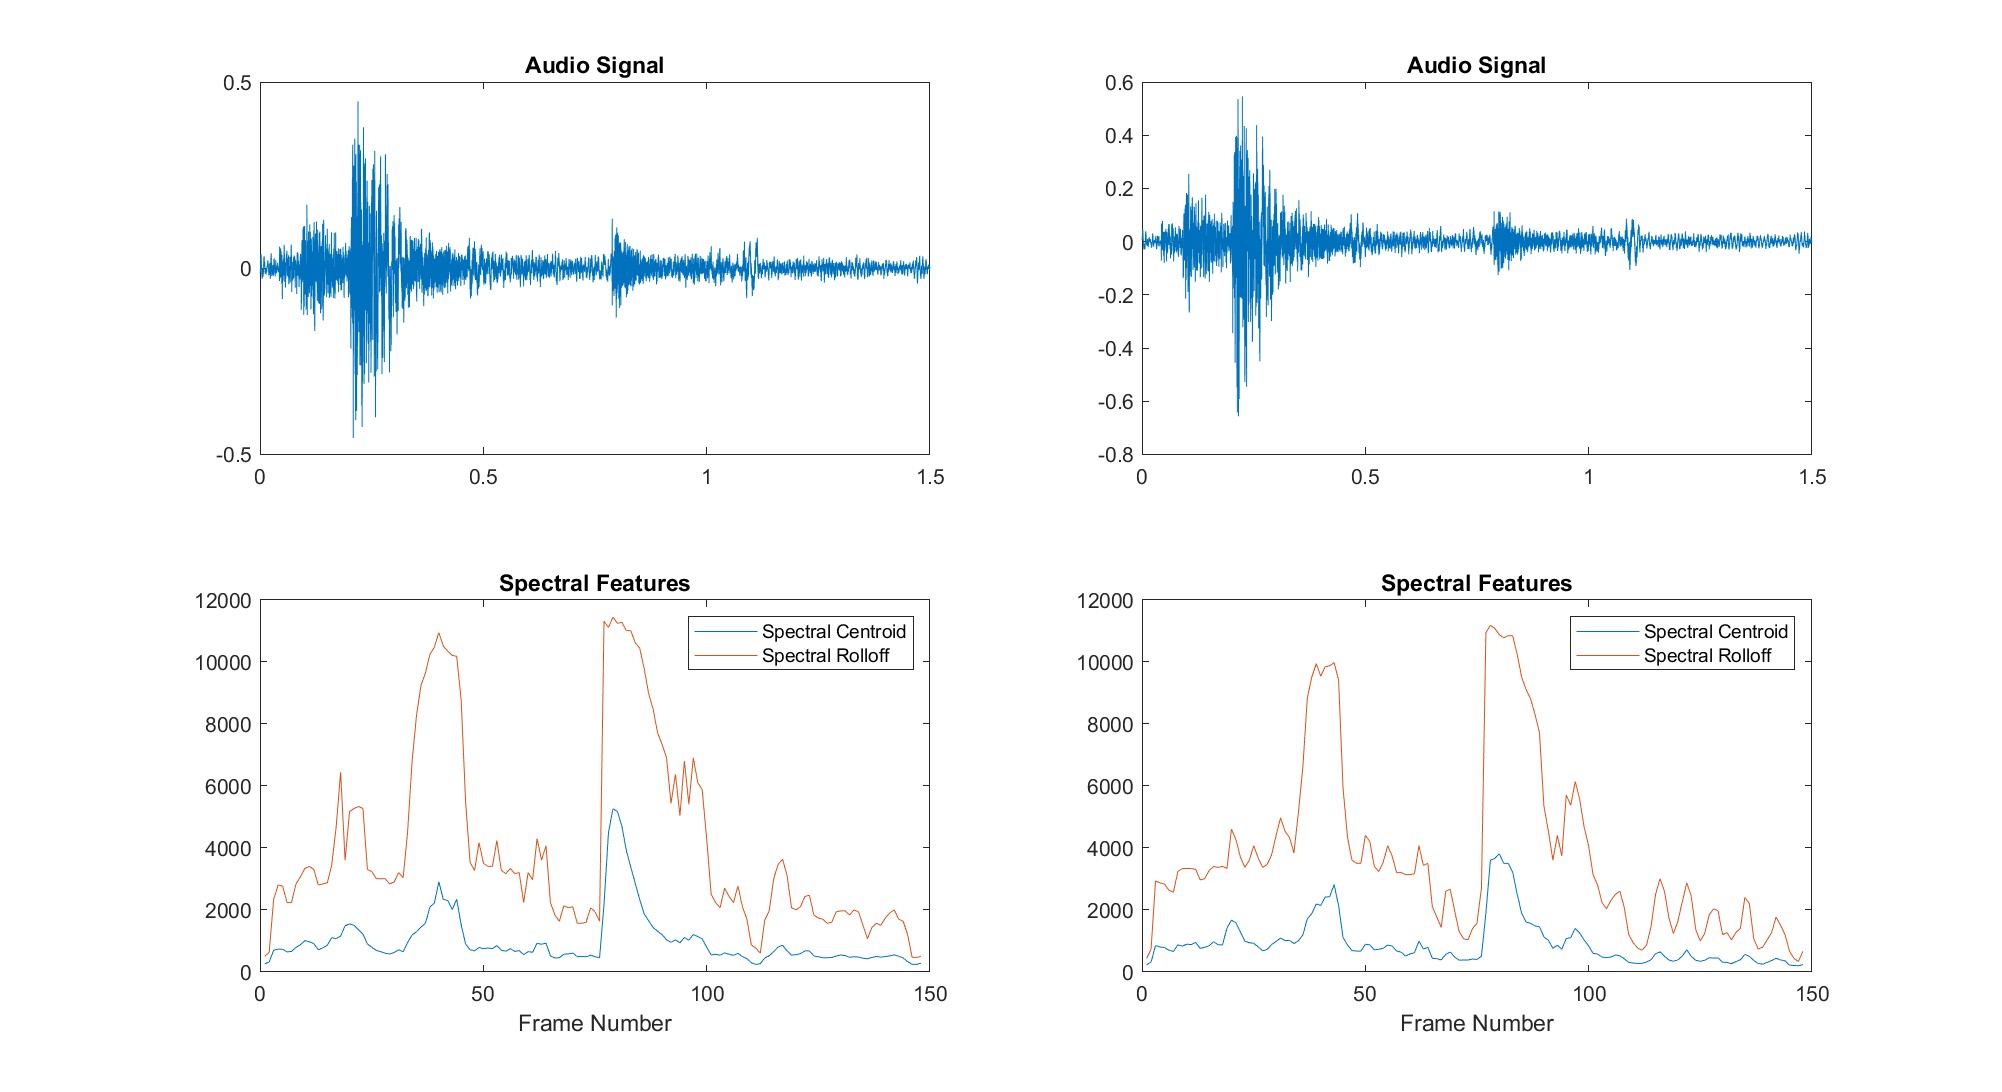 Audio Signal
0.5
0
-0.5
0 0.5 1 1.5
Audio Signal
0.6
0.4
0.2
0
-0.2
-0.4
-0.6
-0.8
0 0.5 1 1.5
Spectral Features
12000
10000
8000
6000
4000
2000
0
Spectral Centroid
Spectral Rolloff
0 50 100 150
Frame Number
Spectral Features
12000
10000
8000
6000
4000
2000
0
Spectral Centroid
Spectral Rolloff
0 50 100 150
Frame Number